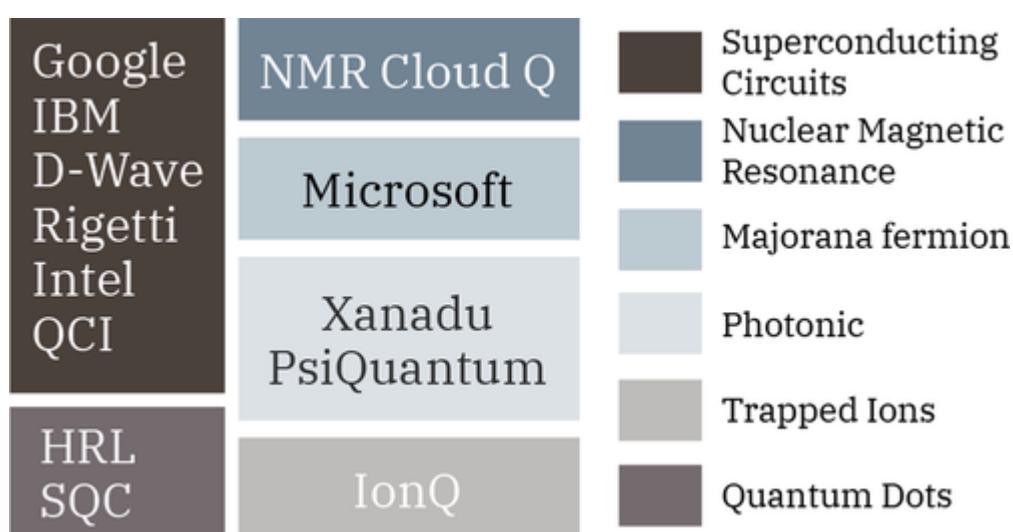 Google
IBM
D-Wave
Rigetti
Intel
QCI
HRL
SQC
NMR Cloud Q
Microsoft
Xanadu
PsiQuantum
IonQ
Superconducting
Circuits
Nuclear Magnetic
Resonance
Majorana fermion
Photonic
Trapped Ions
Quantum Dots